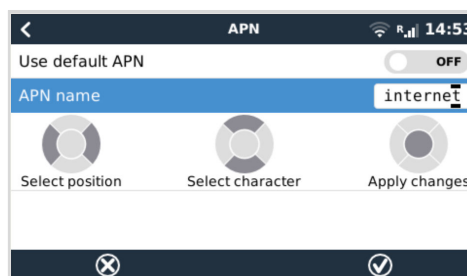 APN R 14:53
Use default APN OFF
APN name internet
Select position Select character Apply changes